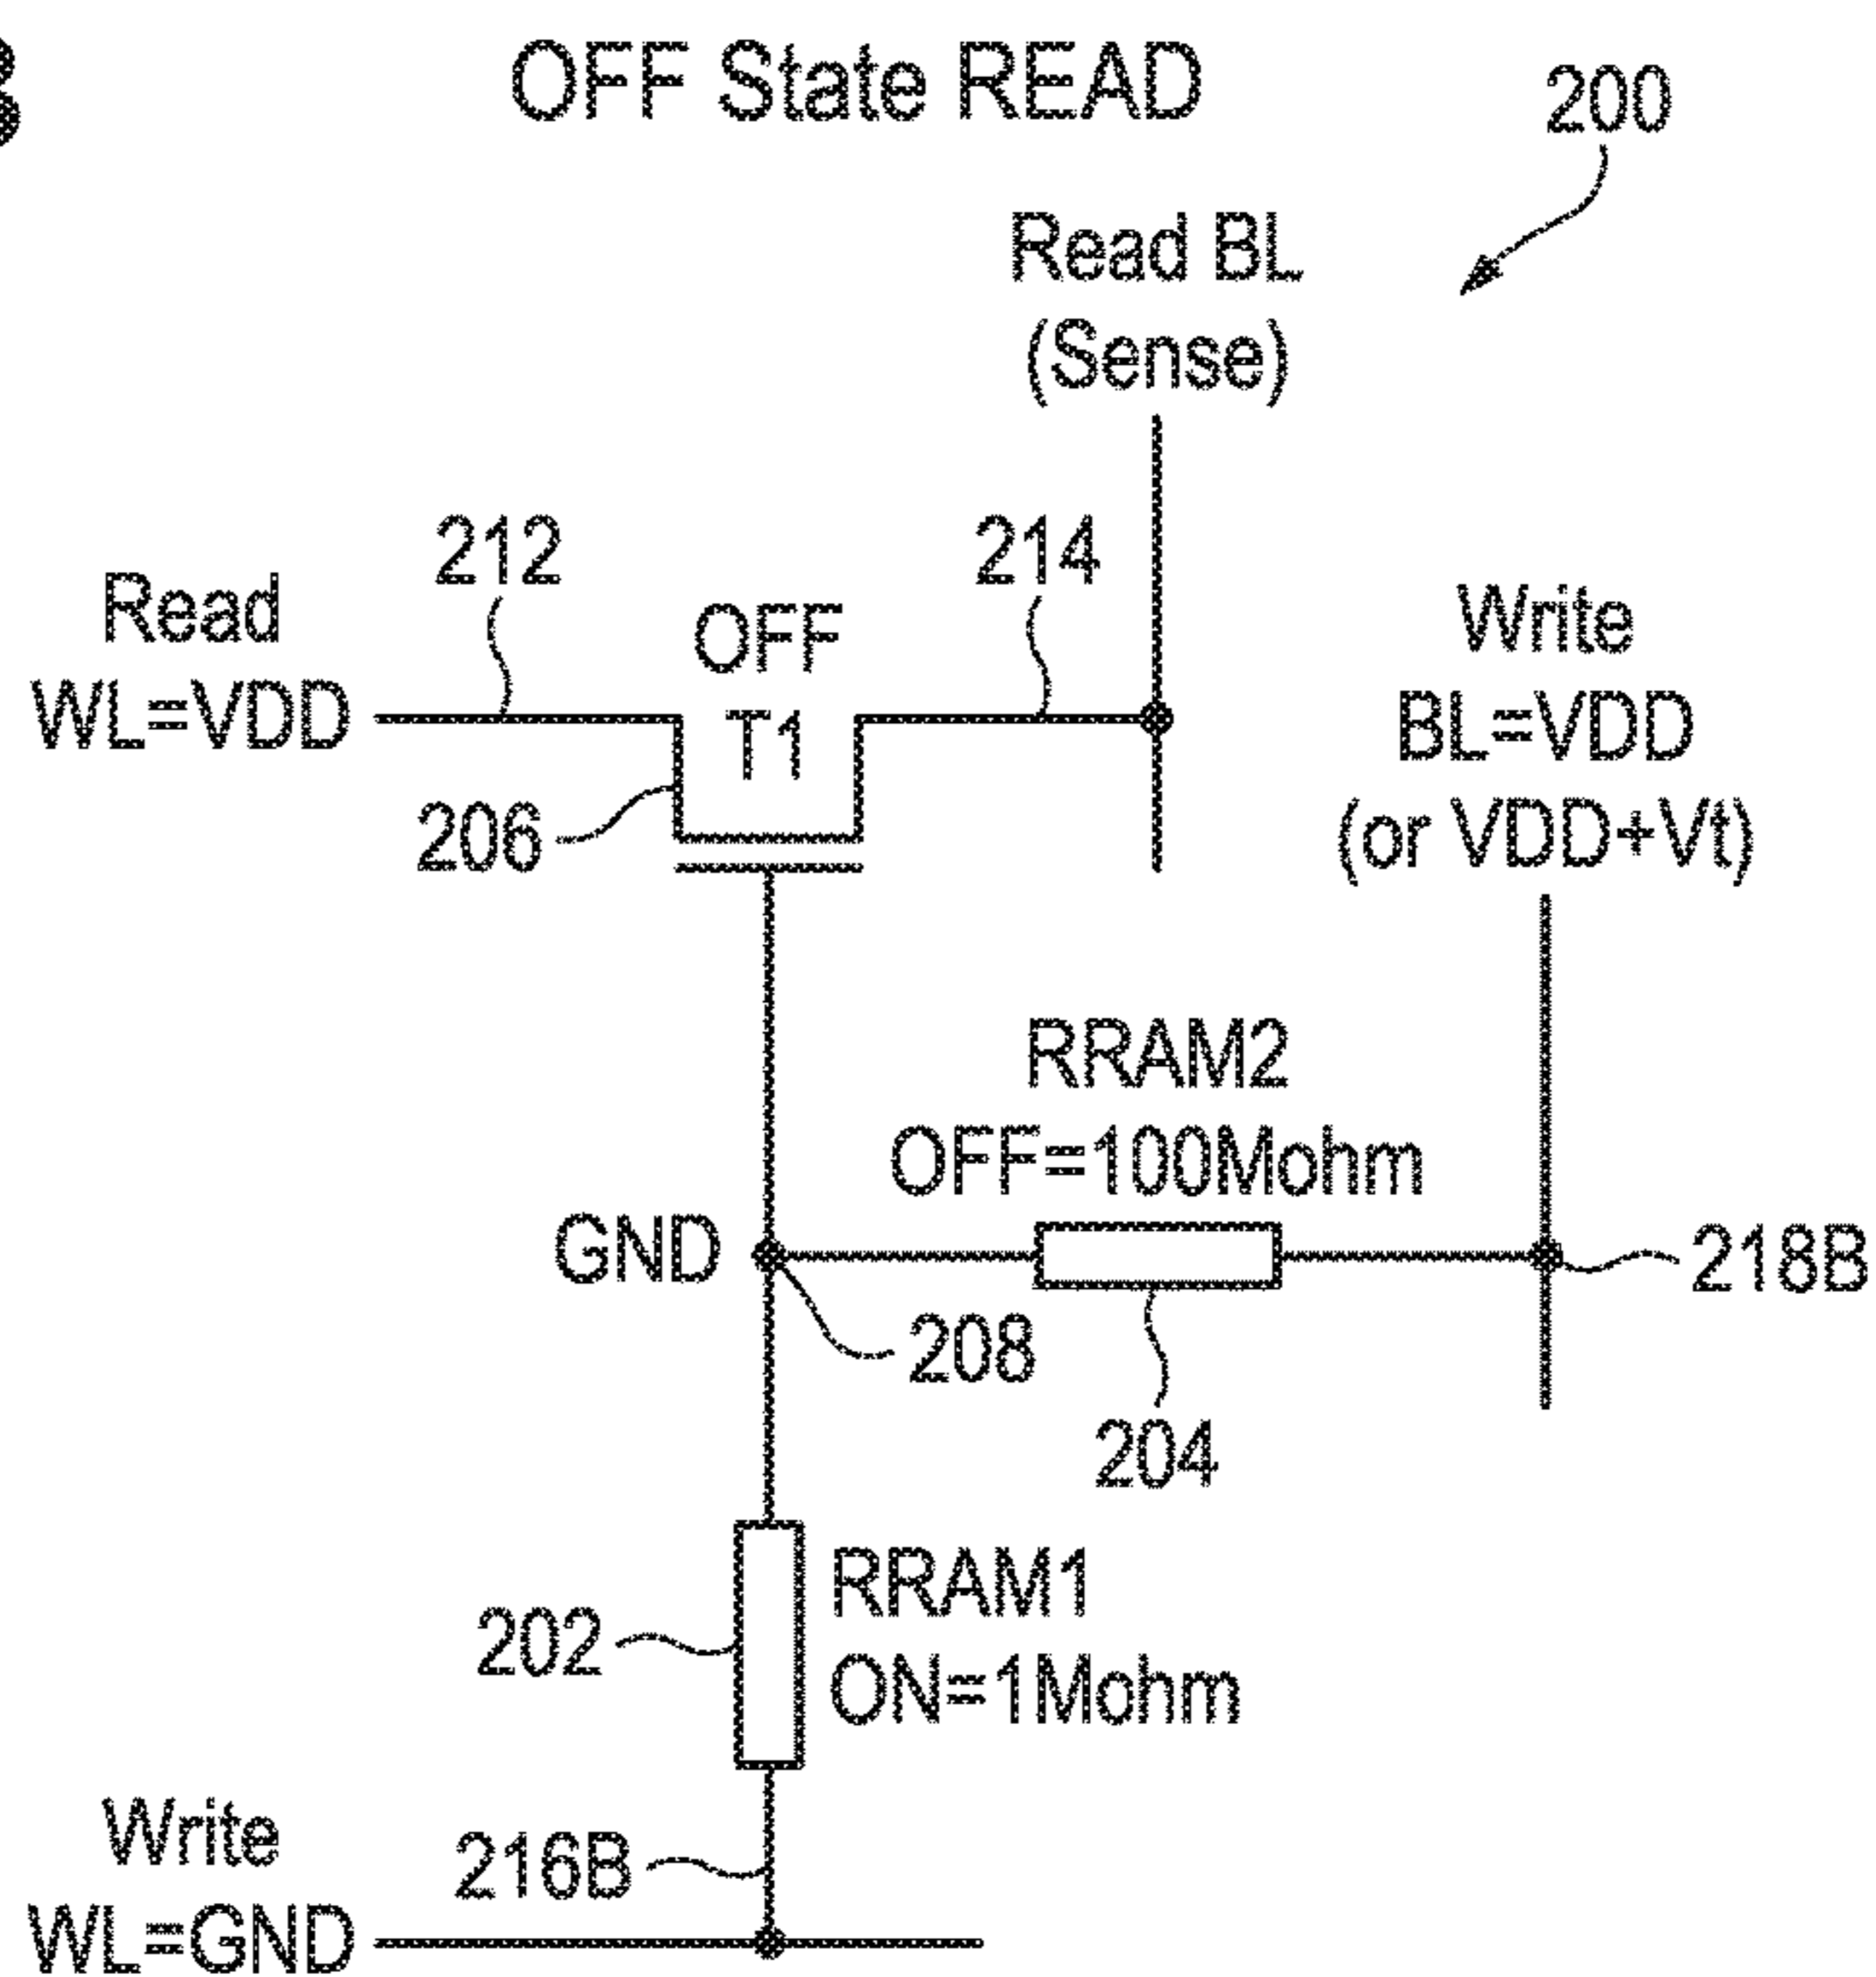 OFF State READ
200
Read BL
(Sense)
212
214
Read
WL=VDD
OFF
T1
Write
BL=VDD
(or VDD+Vt)
206
RRAM2
OFF=100Mohm
GND
218B
208
204
RRAM1
ON=1Mohm
202
Write
WL=GND
216B